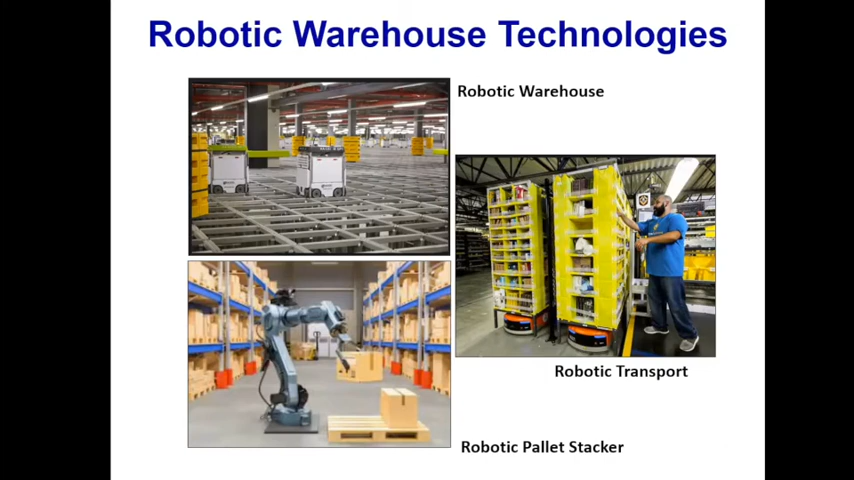 Robotic Warehouse Technologies
Robotic Warehouse
Robotic Transport
Robotic Pallet Stacker